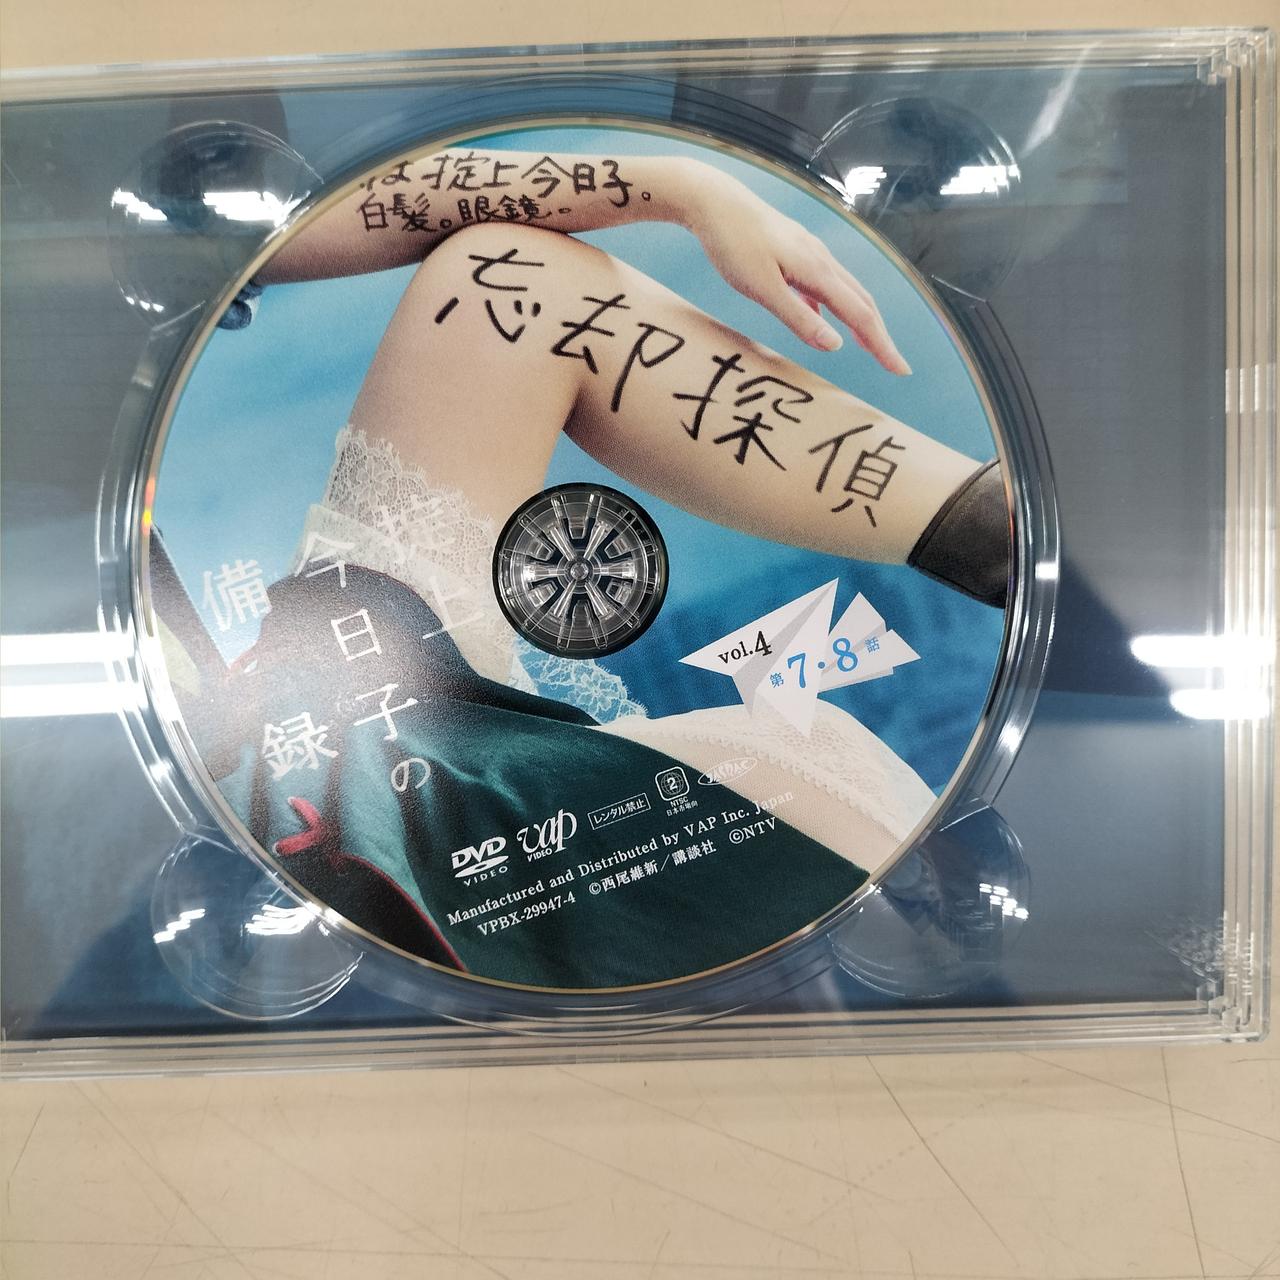 は掟上今日子。
白髪。眼鏡。
忘却探偵
掟上
今日子の
備忘録
vol.4
第7・8話
DVD
VIDEO
vap
VIDEO
レンタル禁止
2
NTSC
日本市場向
JASRAC
Manufactured and Distributed by VAP Inc. Japan
VPBX-29947-4 ©西尾維新／講談社 ©NTV